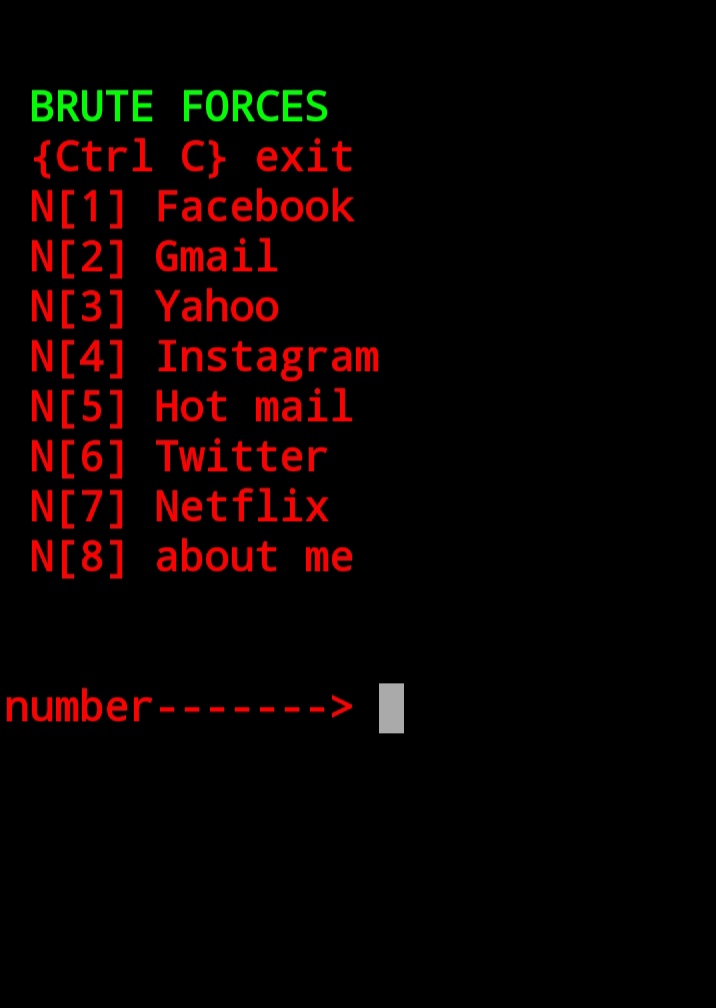 BRUTE FORCES
{Ctrl C} exit
N[1] Facebook
N[2] Gmail
N[3] Yahoo
N[4] Instagram
N[5] Hot mail
N[6] Twitter
N[7] Netflix
N[8] about me
number------->